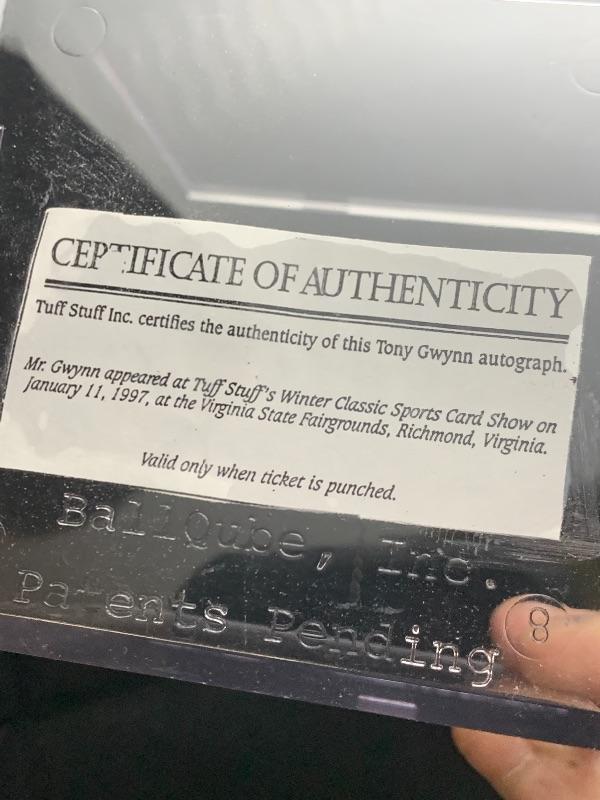 CERTIFICATE OF AUTHENTICITY
Tuff Stuff Inc. certifies the authenticity of this Tony Gwynn autograph.
Mr. Gwynn appeared at Tuff Stuff's Winter Classic Sports Card Show on
January 11, 1997, at the Virginia State Fairgrounds, Richmond, Virginia.
Valid only when ticket is punched.
BallQube, Inc.
Patents Pending
8